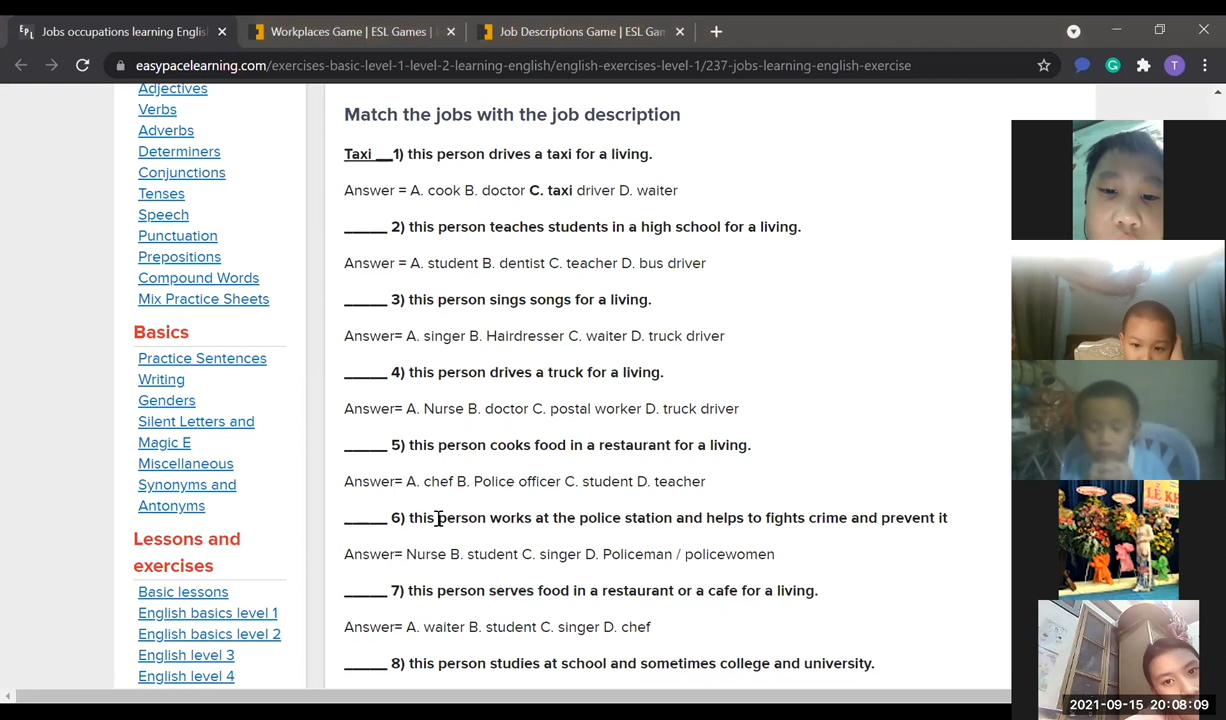 Jobs occupations learning Englis
Workplaces Game | ESL Games |
Job Descriptions Game | ESL Gam
easypacelearning.com/exercises-basic-level-1-level-2-learning-english/english-exercises-level-1/237-jobs-learning-english-exercise
T
Adjectives
Verbs
Adverbs
Determiners
Conjunctions
Tenses
Speech
Punctuation
Prepositions
Compound Words
Mix Practice Sheets
Basics
Practice Sentences
Writing
Genders
Silent Letters and
Magic E
Miscellaneous
Synonyms and
Antonyms
Lessons and
exercises
Basic lessons
English basics level 1
English basics level 2
English level 3
English level 4
Match the jobs with the job description
Taxi __1) this person drives a taxi for a living.
Answer = A. cook B. doctor C. taxi driver D. waiter
_____ 2) this person teaches students in a high school for a living.
Answer = A. student B. dentist C. teacher D. bus driver
_____ 3) this person sings songs for a living.
Answer= A. singer B. Hairdresser C. waiter D. truck driver
_____ 4) this person drives a truck for a living.
Answer= A. Nurse B. doctor C. postal worker D. truck driver
_____ 5) this person cooks food in a restaurant for a living.
Answer= A. chef B. Police officer C. student D. teacher
_____ 6) this person works at the police station and helps to fights crime and prevent it
Answer= Nurse B. student C. singer D. Policeman / policewomen
_____ 7) this person serves food in a restaurant or a cafe for a living.
Answer= A. waiter B. student C. singer D. chef
_____ 8) this person studies at school and sometimes college and university.
LỄ KH
2021-09-15 20:08:09